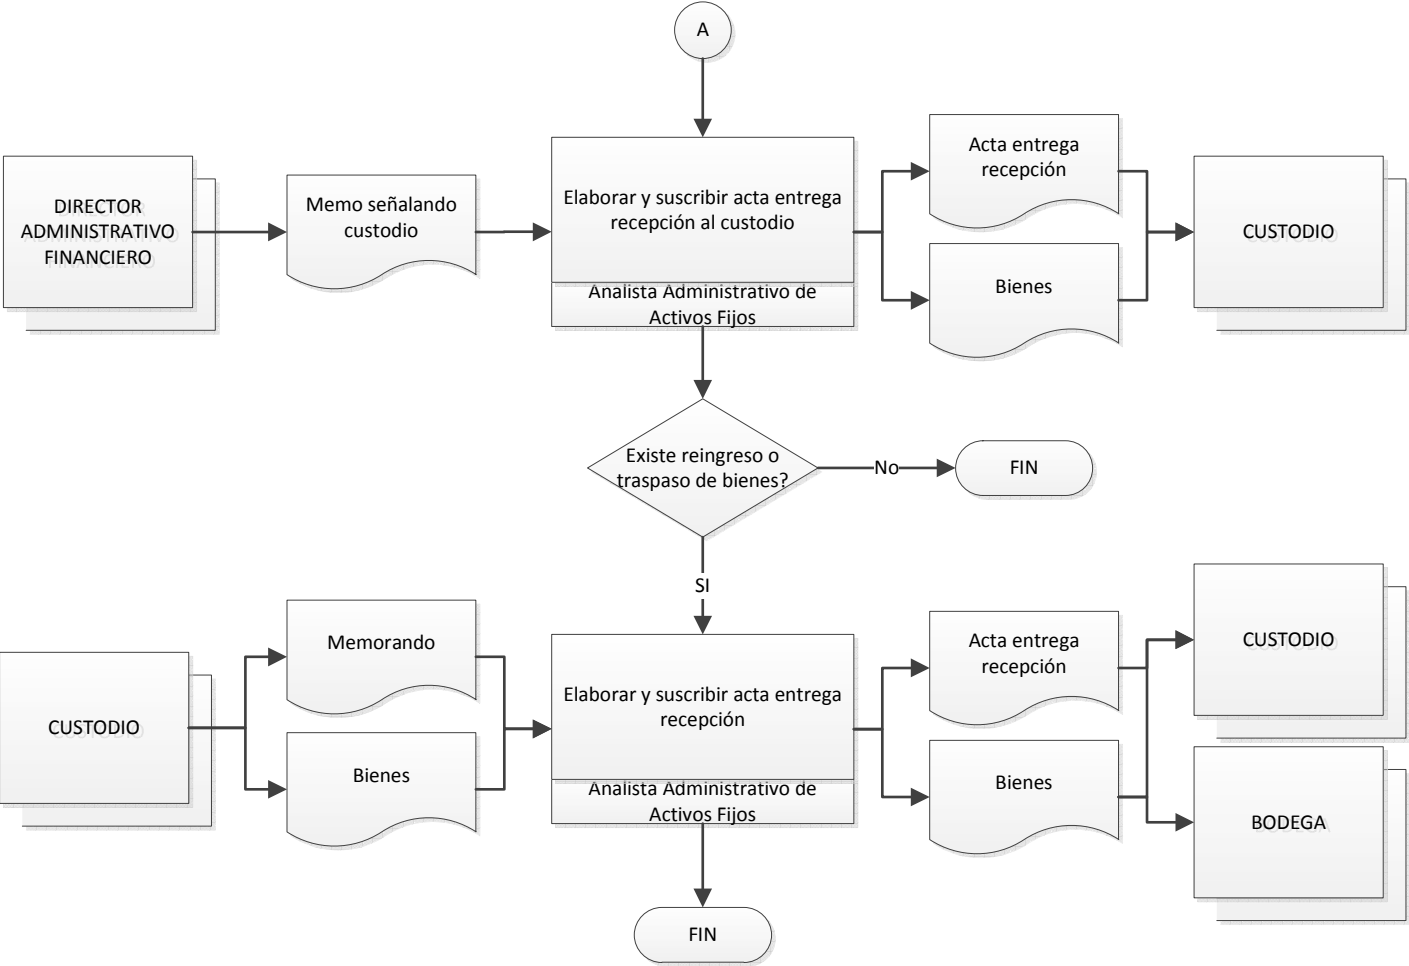 A
DIRECTOR
ADMINISTRATIVO
FINANCIERO
Memo señalando
custodio
Elaborar y suscribir acta entrega
recepción al custodio
Analista Administrativo de
Activos Fijos
Acta entrega
recepción
Bienes
CUSTODIO
Existe reingreso o
traspaso de bienes?
No
FIN
SI
CUSTODIO
Memorando
Bienes
Elaborar y suscribir acta entrega
recepción
Analista Administrativo de
Activos Fijos
Acta entrega
recepción
Bienes
CUSTODIO
BODEGA
FIN